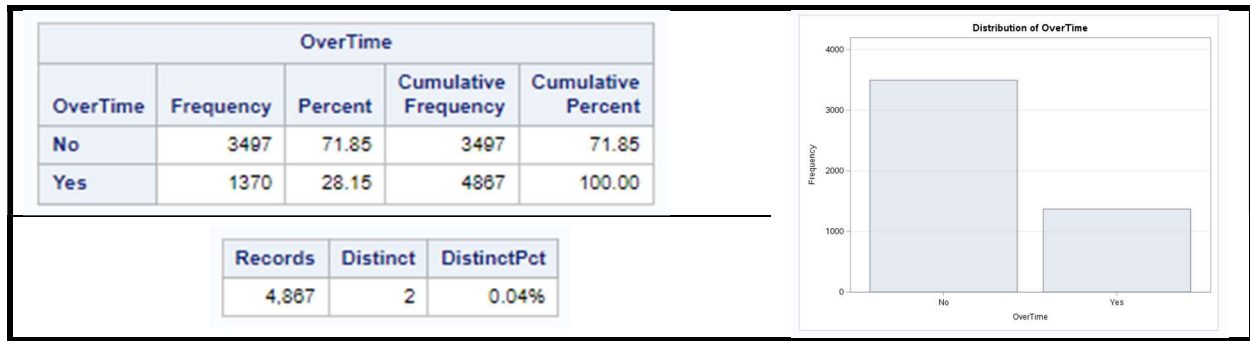 OverTime
OverTime Frequency Percent Cumulative Frequency Cumulative Percent
No 3497 71.85 3497 71.85
Yes 1370 28.15 4867 100.00
Records Distinct DistinctPct
4,867 2 0.04%
Distribution of OverTime
4000
3000
2000
1000
0
Frequency
No Yes
OverTime